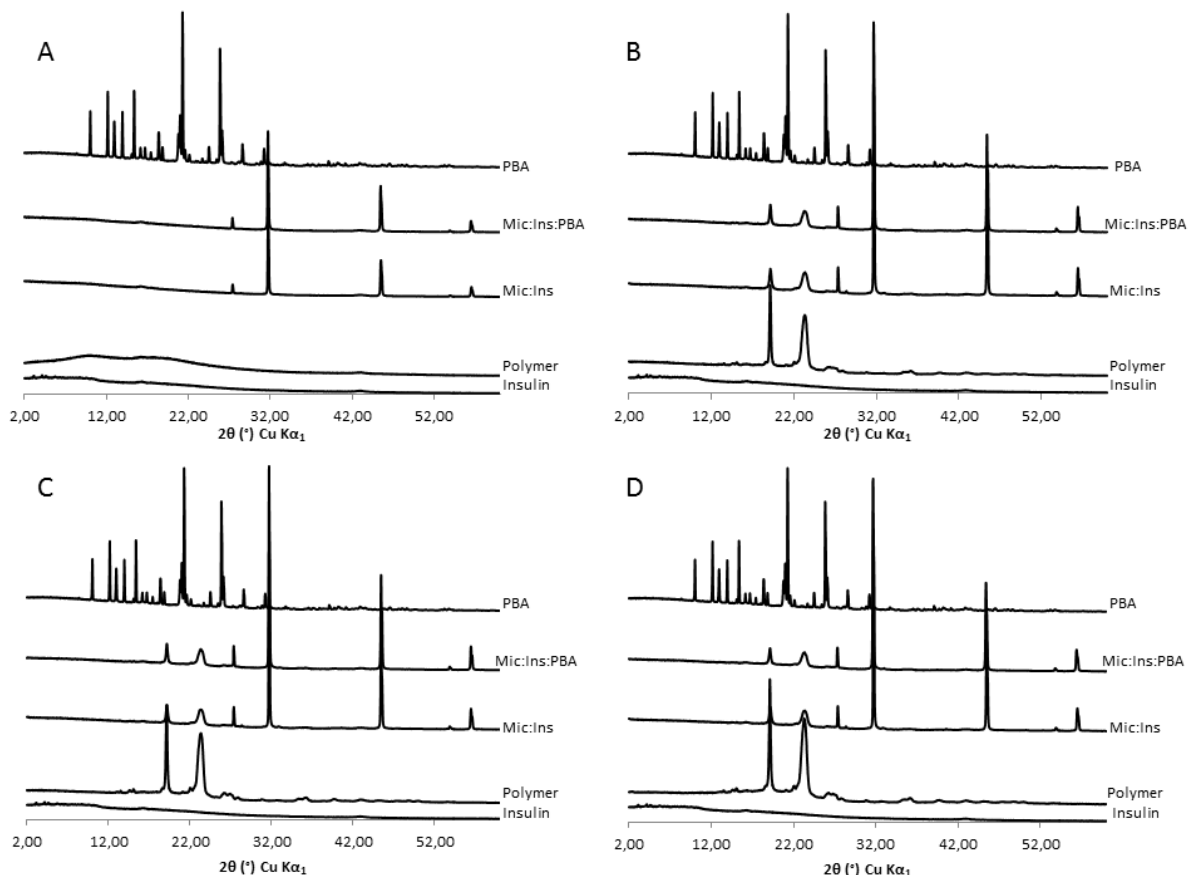 A
PBA
Mic:Ins:PBA
Mic:Ins
Polymer
Insulin
2,00 12,00 22,00 32,00 42,00 52,00
2θ (°) Cu Kα1
B
PBA
Mic:Ins:PBA
Mic:Ins
Polymer
Insulin
2,00 12,00 22,00 32,00 42,00 52,00
2θ (°) Cu Kα1
C
PBA
Mic:Ins:PBA
Mic:Ins
Polymer
Insulin
2,00 12,00 22,00 32,00 42,00 52,00
2θ (°) Cu Kα1
D
PBA
Mic:Ins:PBA
Mic:Ins
Polymer
Insulin
2,00 12,00 22,00 32,00 42,00 52,00
2θ (°) Cu Kα1